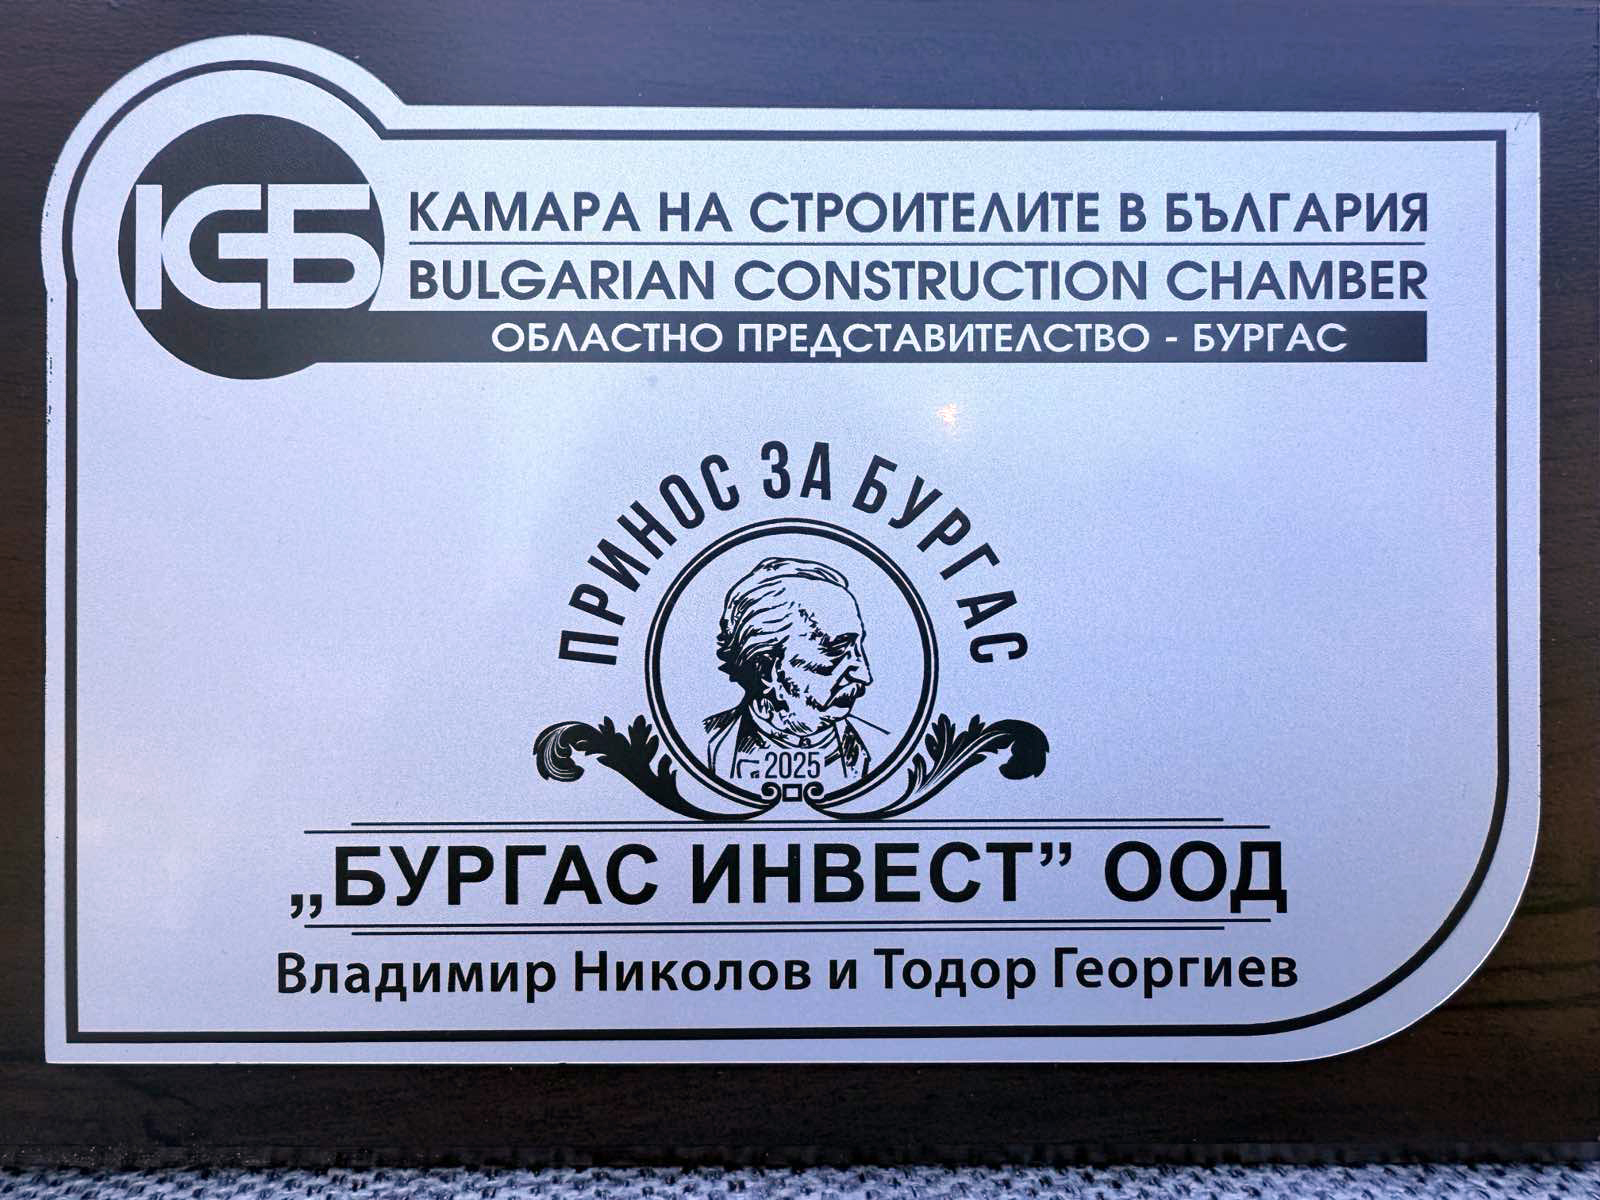 КСБ
КАМАРА НА СТРОИТЕЛИТЕ В БЪЛГАРИЯ
BULGARIAN CONSTRUCTION CHAMBER
ОБЛАСТНО ПРЕДСТАВИТЕЛСТВО - БУРГАС
ПРИНОС ЗА БУРГАС
2025
„БУРГАС ИНВЕСТ” ООД
Владимир Николов и Тодор Георгиев